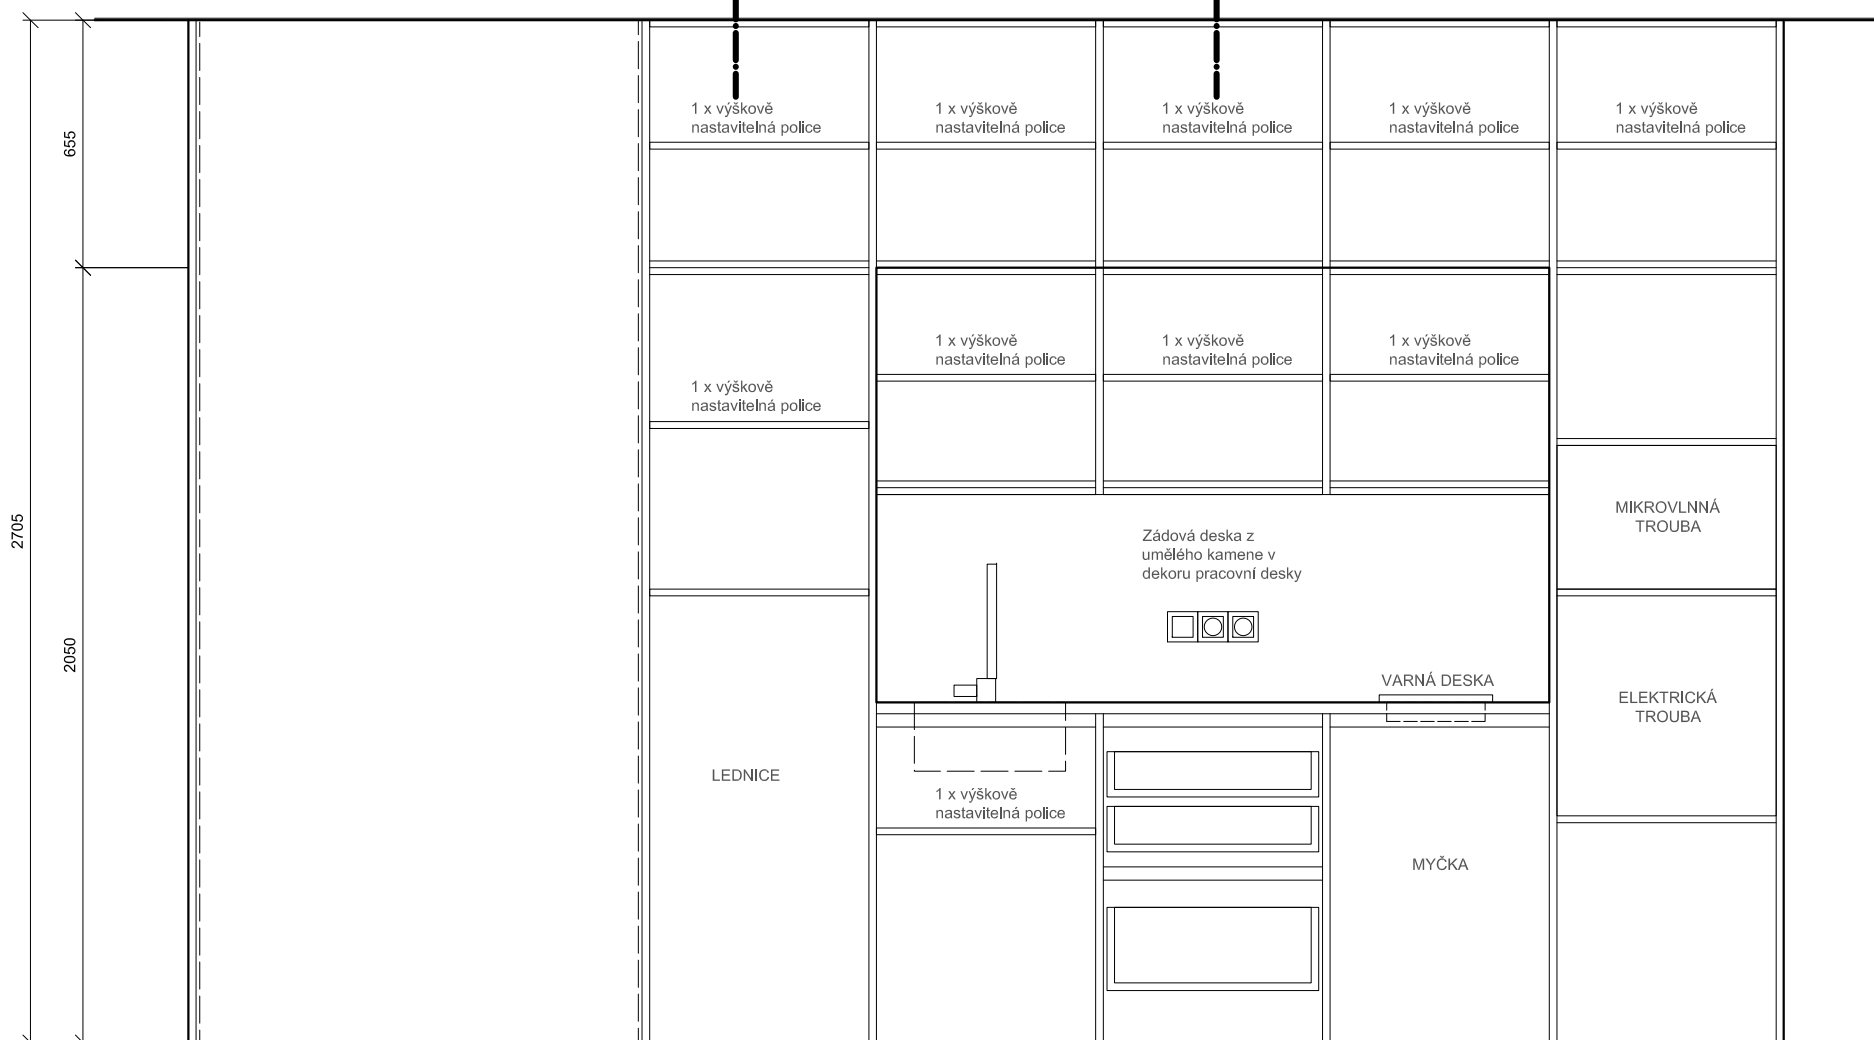 1 x výškově
nastavitelná police
1 x výškově
nastavitelná police
1 x výškově
nastavitelná police
1 x výškově
nastavitelná police
1 x výškově
nastavitelná police
655
1 x výškově
nastavitelná police
1 x výškově
nastavitelná police
1 x výškově
nastavitelná police
1 x výškově
nastavitelná police
MIKROVLNNÁ
TROUBA
2705
Zádová deska z
umělého kamene v
dekoru pracovní desky
2050
VARNÁ DESKA
ELEKTRICKÁ
TROUBA
LEDNICE
1 x výškově
nastavitelná police
MYČKA